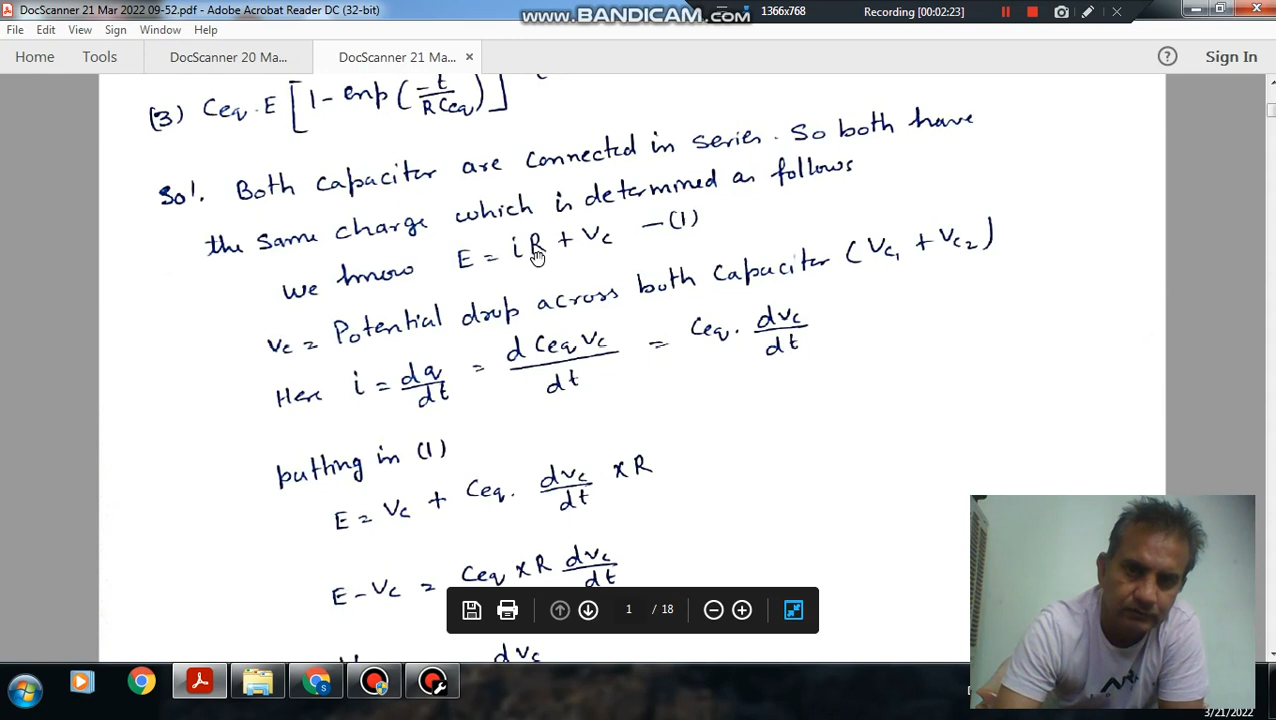 DocScanner 21 Mar 2022 09-52.pdf - Adobe Acrobat Reader DC (32-bit)
www.BANDICAM.com
1366x768
Recording [00:02:23]
File Edit View Sign Window Help
Home Tools DocScanner 20 Ma... DocScanner 21 Ma... × Sign In
(3) Ceq. E [1 - exp (-t/RCeq)]
Sol. Both capacitor are connected in series. So both have
the same charge which is determined as follows
we know E = iR + Vc —(1)
Vc = Potential drop across both capacitor (Vc1 + Vc2)
Here i = dq/dt = d Ceq Vc/dt = Ceq. dvc/dt
putting in (1)
E = Vc + Ceq. dvc/dt × R
E - Vc = Ceq × R dvc/dt
dvc
1 / 18
3/21/2022